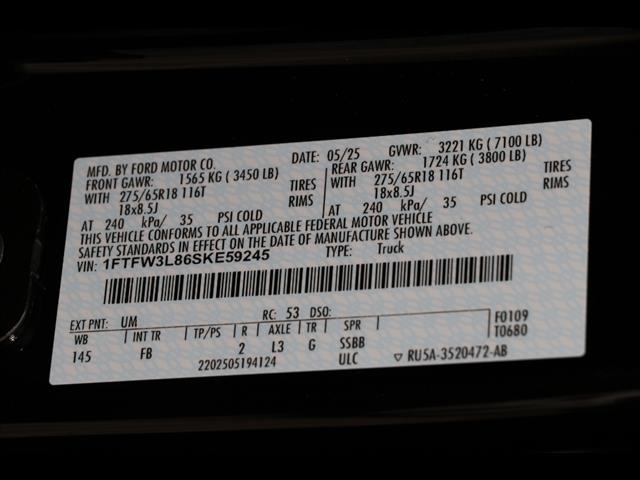 MFD. BY FORD MOTOR CO. DATE: 05/25 GVWR: 3221 KG ( 7100 LB)
FRONT GAWR: 1565 KG ( 3450 LB) REAR GAWR: 1724 KG ( 3800 LB)
WITH 275/65R18 116T TIRES WITH 275/65R18 116T TIRES
18x8.5J RIMS 18x8.5J RIMS
AT 240 kPa/ 35 PSI COLD AT 240 kPa/ 35 PSI COLD
THIS VEHICLE CONFORMS TO ALL APPLICABLE FEDERAL MOTOR VEHICLE
SAFETY STANDARDS IN EFFECT ON THE DATE OF MANUFACTURE SHOWN ABOVE.
VIN: 1FTFW3L86SKE59245 TYPE: Truck
EXT PNT: UM RC: 53 DSO: F0109
WB INT TR TP/PS R AXLE TR SPR T0680
145 FB 2 L3 G SSBB
2202505194124 ULC ▽ RU5A-3520472-AB